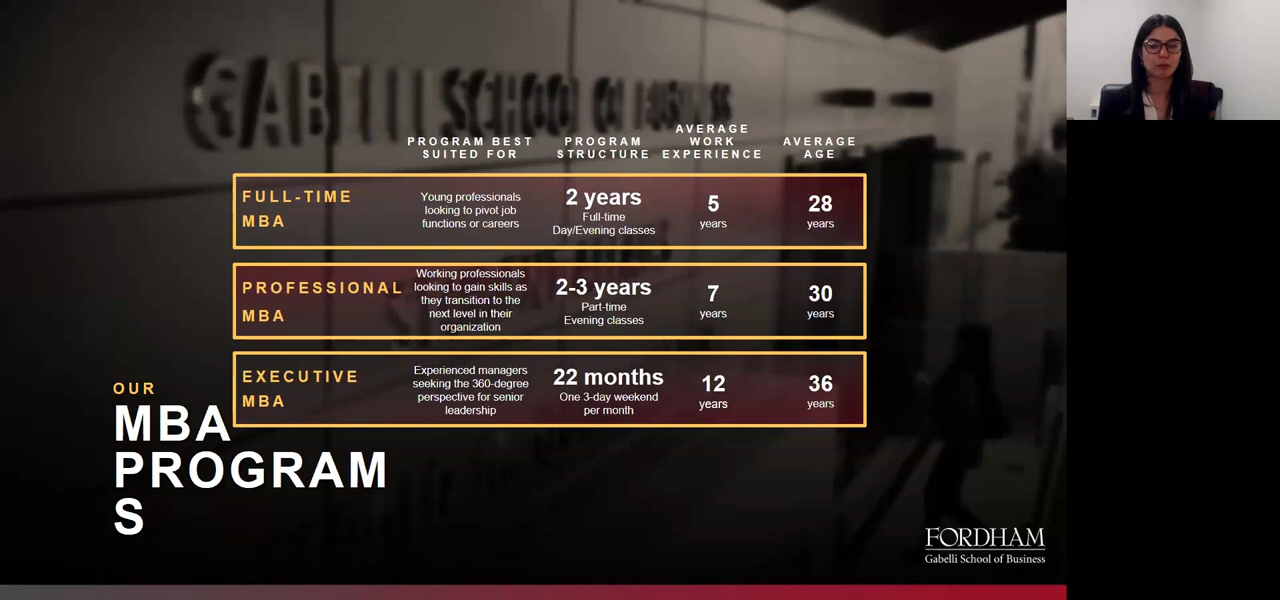 GABELLI SCHOOL OF BUSINESS
PROGRAM BEST
SUITED FOR
PROGRAM
STRUCTURE
AVERAGE
WORK
EXPERIENCE
AVERAGE
AGE
FULL-TIME
MBA
Young professionals
looking to pivot job
functions or careers
2 years
Full-time
Day/Evening classes
5
years
28
years
PROFESSIONAL
MBA
Working professionals
looking to gain skills as
they transition to the
next level in their
organization
2-3 years
Part-time
Evening classes
7
years
30
years
EXECUTIVE
MBA
Experienced managers
seeking the 360-degree
perspective for senior
leadership
22 months
One 3-day weekend
per month
12
years
36
years
OUR
MBA
PROGRAM
S
FORDHAM
Gabelli School of Business